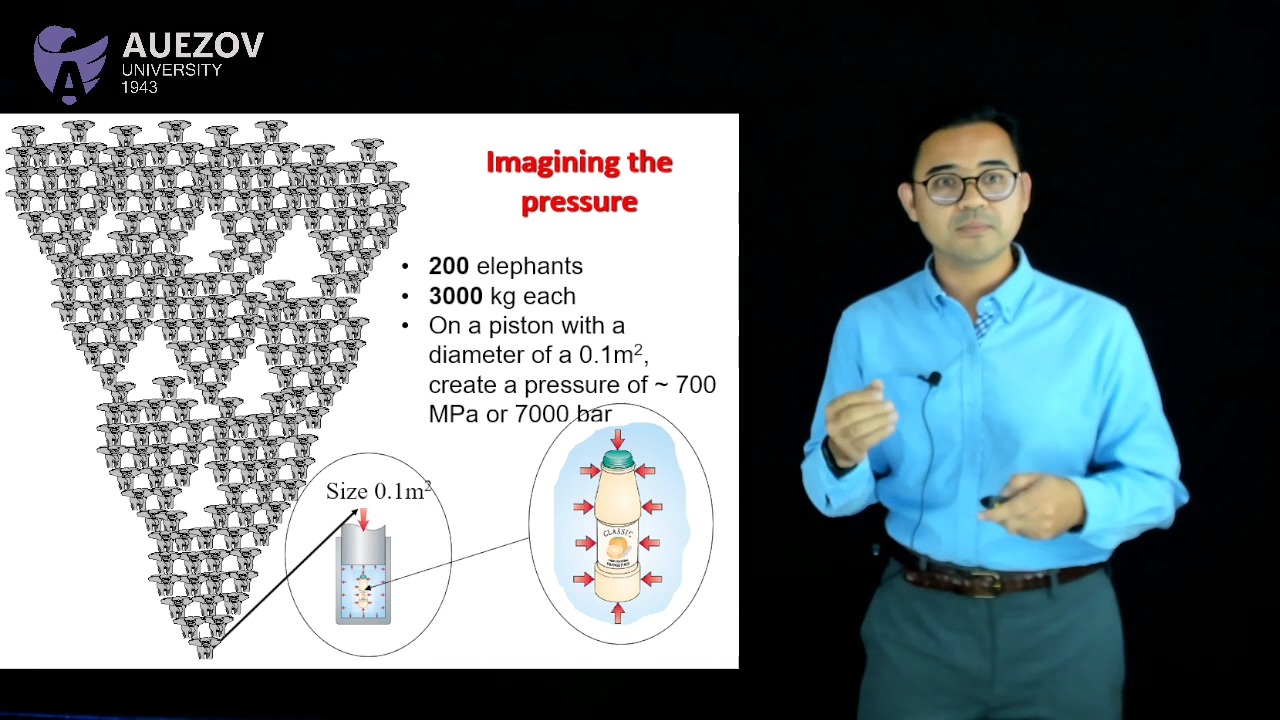 AUEZOV
UNIVERSITY
1943
Imagining the
pressure
• 200 elephants
• 3000 kg each
• On a piston with a
diameter of a 0.1m²,
create a pressure of ~ 700
MPa or 7000 bar
Size 0.1m²
CLASSIC